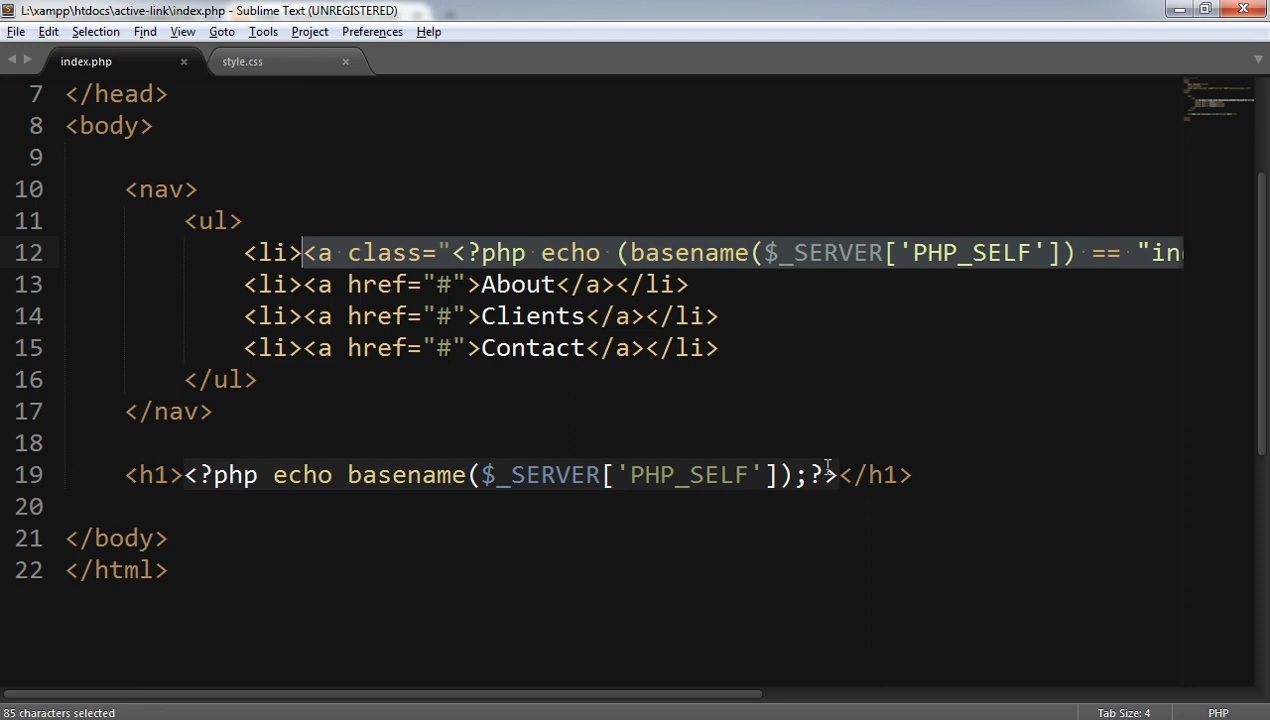 L:\xampp\htdocs\active-link\index.php - Sublime Text (UNREGISTERED)
File Edit Selection Find View Goto Tools Project Preferences Help
index.php × style.css ×
7 </head>
8 <body>
9
10 <nav>
11 <ul>
12 <li><a class="<?php echo (basename($_SERVER['PHP_SELF']) == "in
13 <li><a href="#">About</a></li>
14 <li><a href="#">Clients</a></li>
15 <li><a href="#">Contact</a></li>
16 </ul>
17 </nav>
18
19 <h1><?php echo basename($_SERVER['PHP_SELF']);?></h1>
20
21 </body>
22 </html>
85 characters selected Tab Size: 4 PHP